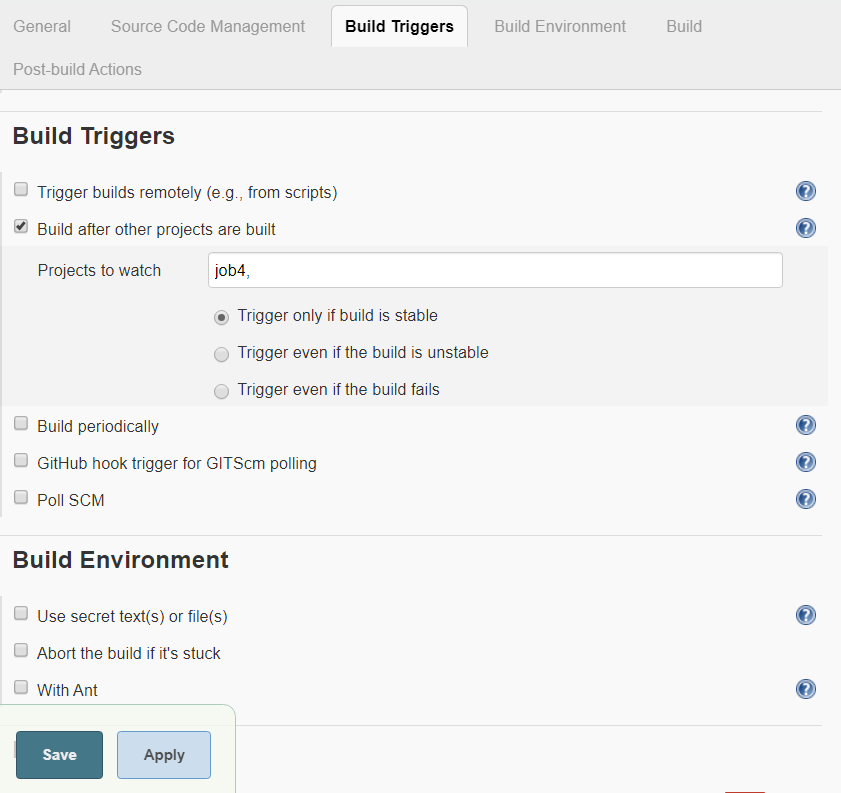 General Source Code Management Build Triggers Build Environment Build
Post-build Actions
Build Triggers
Trigger builds remotely (e.g., from scripts) ?
Build after other projects are built ?
Projects to watch job4,
Trigger only if build is stable
Trigger even if the build is unstable
Trigger even if the build fails
Build periodically ?
GitHub hook trigger for GITScm polling ?
Poll SCM ?
Build Environment
Use secret text(s) or file(s) ?
Abort the build if it's stuck
With Ant ?
Save Apply